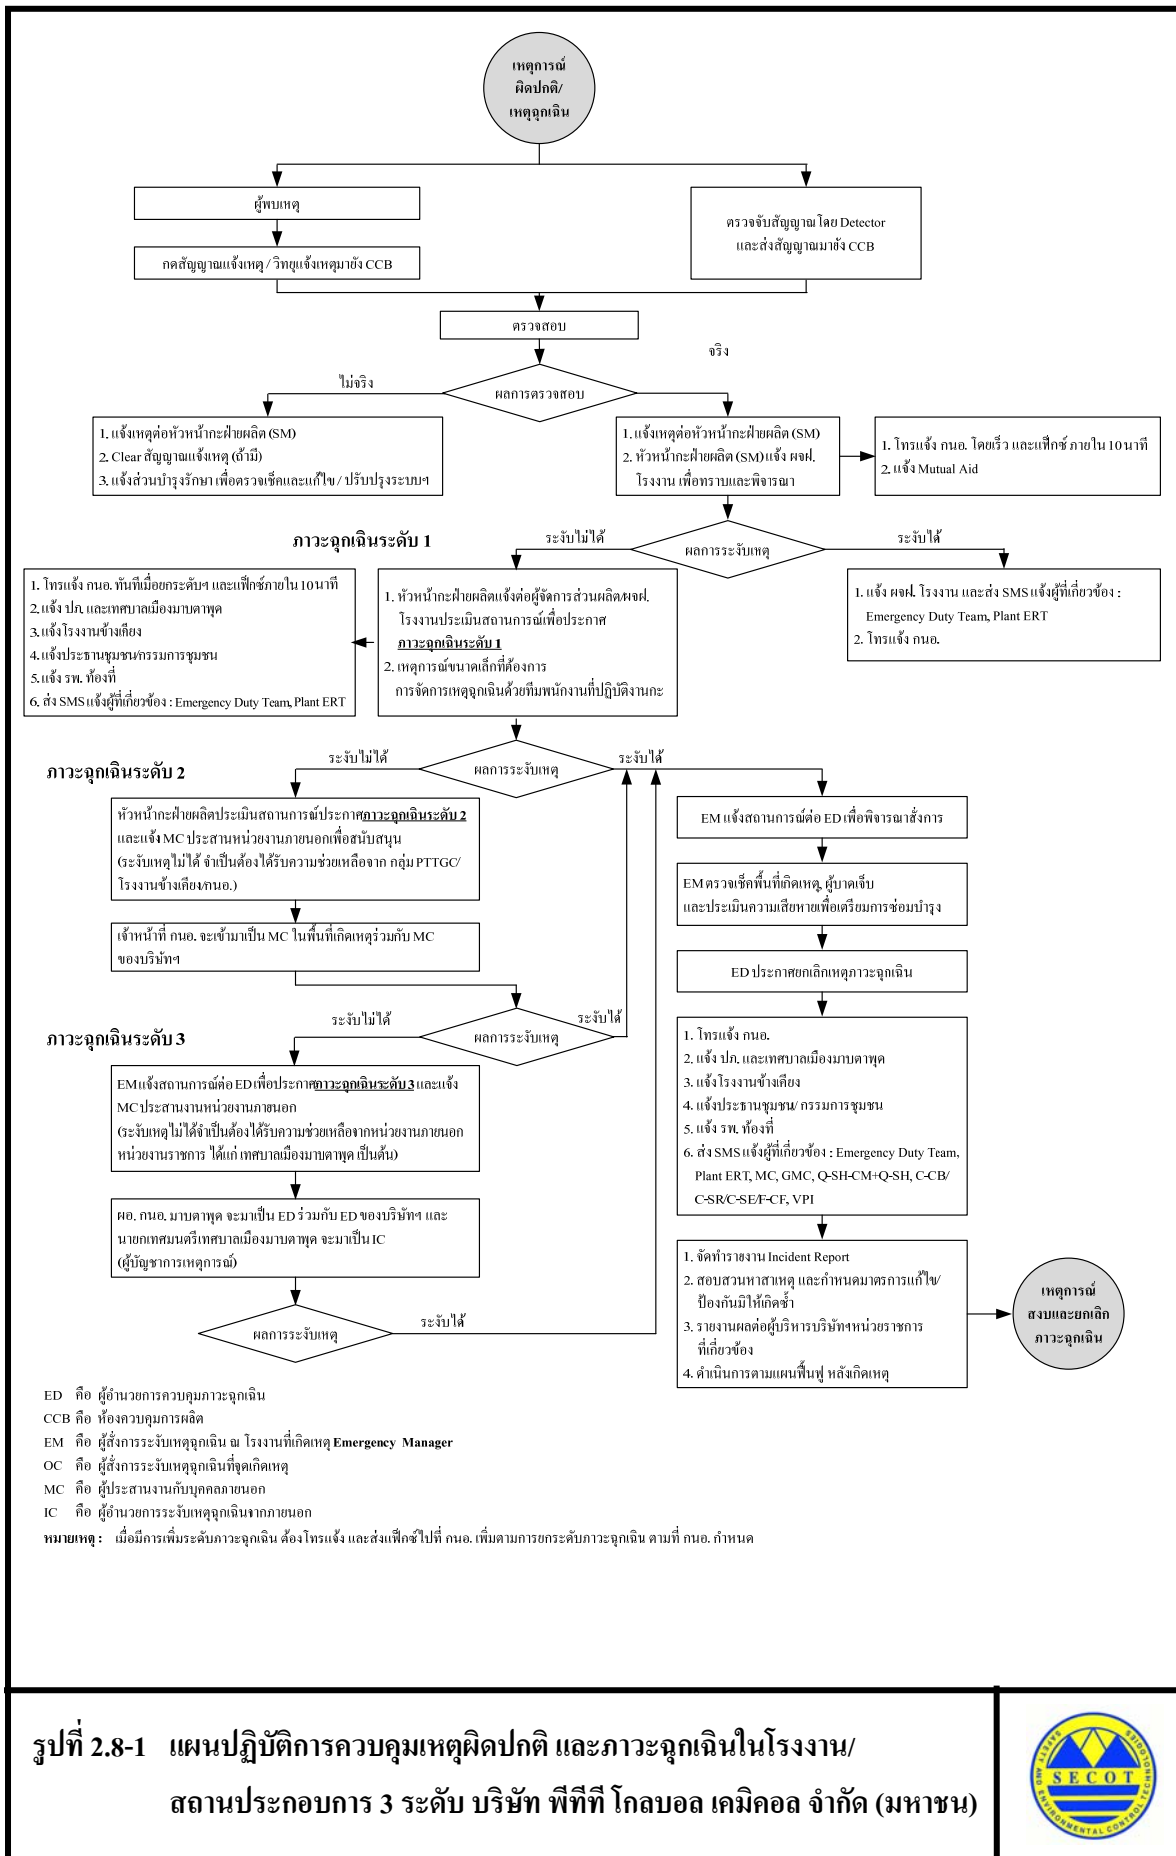 เหตุการณ์
ผิดปกติ/
เหตุฉุกเฉิน
ผู้พบเหตุ
กดสัญญาณแจ้งเหตุ / วิทยุแจ้งเหตุมายัง CCB
ตรวจจับสัญญาณโดย Detector
และส่งสัญญาณมายัง CCB
ตรวจสอบ
จริง
ไม่จริง
ผลการตรวจสอบ
1. แจ้งเหตุต่อหัวหน้ากะฝ่ายผลิต (SM)
2. Clear สัญญาณแจ้งเหตุ (ถ้ามี)
3. แจ้งส่วนบำรุงรักษา เพื่อตรวจเช็คและแก้ไข / ปรับปรุงระบบฯ
1. แจ้งเหตุต่อหัวหน้ากะฝ่ายผลิต (SM)
2. หัวหน้ากะฝ่ายผลิต (SM) แจ้ง ผจฝ.
โรงงาน เพื่อทราบและพิจารณา
1. โทรแจ้ง กนอ. โดยเร็ว และแฟ็กซ์ ภายใน 10 นาที
2. แจ้ง Mutual Aid
ภาวะฉุกเฉินระดับ 1
ระงับไม่ได้
ผลการระงับเหตุ
ระงับได้
1. โทรแจ้ง กนอ. ทันทีเมื่อยกระดับฯ และแฟ็กซ์ภายใน 10 นาที
2. แจ้ง ปภ. และเทศบาลเมืองมาบตาพุด
3. แจ้งโรงงานข้างเคียง
4. แจ้งประธานชุมชน/กรรมการชุมชน
5. แจ้ง รพ. ท้องที่
6. ส่ง SMS แจ้งผู้ที่เกี่ยวข้อง : Emergency Duty Team, Plant ERT
1. หัวหน้ากะฝ่ายผลิตแจ้งต่อผู้จัดการส่วนผลิต/ผจฝ.
โรงงานประเมินสถานการณ์เพื่อประกาศ
ภาวะฉุกเฉินระดับ 1
2. เหตุการณ์ขนาดเล็กที่ต้องการ
การจัดการเหตุฉุกเฉินด้วยทีมพนักงานที่ปฏิบัติงานกะ
1. แจ้ง ผจฝ. โรงงาน และส่ง SMS แจ้งผู้ที่เกี่ยวข้อง :
Emergency Duty Team, Plant ERT
2. โทรแจ้ง กนอ.
ภาวะฉุกเฉินระดับ 2
ระงับไม่ได้
ผลการระงับเหตุ
ระงับได้
หัวหน้ากะฝ่ายผลิตประเมินสถานการณ์ประกาศภาวะฉุกเฉินระดับ 2
และแจ้ง MC ประสานหน่วยงานภายนอกเพื่อสนับสนุน
(ระงับเหตุไม่ได้ จำเป็นต้องได้รับความช่วยเหลือจาก กลุ่ม PTTGC/
โรงงานข้างเคียง/กนอ.)
เจ้าหน้าที่ กนอ. จะเข้ามาเป็น MC ในพื้นที่เกิดเหตุร่วมกับ MC
ของบริษัทฯ
EM แจ้งสถานการณ์ต่อ ED เพื่อพิจารณาสั่งการ
EM ตรวจเช็คพื้นที่เกิดเหตุ, ผู้บาดเจ็บ
และประเมินความเสียหายเพื่อเตรียมการซ่อมบำรุง
ED ประกาศยกเลิกเหตุภาวะฉุกเฉิน
ภาวะฉุกเฉินระดับ 3
ระงับไม่ได้
ผลการระงับเหตุ
ระงับได้
EM แจ้งสถานการณ์ต่อ ED เพื่อประกาศภาวะฉุกเฉินระดับ 3 และแจ้ง
MC ประสานงานหน่วยงานภายนอก
(ระงับเหตุไม่ได้จำเป็นต้องได้รับความช่วยเหลือจากหน่วยงานภายนอก
หน่วยงานราชการ ได้แก่ เทศบาลเมืองมาบตาพุด เป็นต้น)
ผอ. กนอ. มาบตาพุด จะมาเป็น ED ร่วมกับ ED ของบริษัทฯ และ
นายกเทศมนตรีเทศบาลเมืองมาบตาพุด จะมาเป็น IC
(ผู้บัญชาการเหตุการณ์)
ผลการระงับเหตุ
ระงับได้
1. โทรแจ้ง กนอ.
2. แจ้ง ปภ. และเทศบาลเมืองมาบตาพุด
3. แจ้งโรงงานข้างเคียง
4. แจ้งประธานชุมชน/ กรรมการชุมชน
5. แจ้ง รพ. ท้องที่
6. ส่ง SMS แจ้งผู้ที่เกี่ยวข้อง : Emergency Duty Team,
Plant ERT, MC, GMC, Q-SH-CM+Q-SH, C-CB/
C-SR/C-SE/F-CF, VPI
1. จัดทำรายงาน Incident Report
2. สอบสวนหาสาเหตุ และกำหนดมาตรการแก้ไข/
ป้องกันมิให้เกิดซ้ำ
3. รายงานผลต่อผู้บริหารบริษัทฯหน่วยราชการ
ที่เกี่ยวข้อง
4. ดำเนินการตามแผนฟื้นฟู หลังเกิดเหตุ
เหตุการณ์
สงบและยกเลิก
ภาวะฉุกเฉิน
ED คือ ผู้อำนวยการควบคุมภาวะฉุกเฉิน
CCB คือ ห้องควบคุมการผลิต
EM คือ ผู้สั่งการระงับเหตุฉุกเฉิน ณ โรงงานที่เกิดเหตุ Emergency Manager
OC คือ ผู้สั่งการระงับเหตุฉุกเฉินที่จุดเกิดเหตุ
MC คือ ผู้ประสานงานกับบุคคลภายนอก
IC คือ ผู้อำนวยการระงับเหตุฉุกเฉินจากภายนอก
หมายเหตุ : เมื่อมีการเพิ่มระดับภาวะฉุกเฉิน ต้องโทรแจ้ง และส่งแฟ็กซ์ไปที่ กนอ. เพิ่มตามการยกระดับภาวะฉุกเฉิน ตามที่ กนอ. กำหนด
รูปที่ 2.8-1 แผนปฏิบัติการควบคุมเหตุผิดปกติ และภาวะฉุกเฉินในโรงงาน/
สถานประกอบการ 3 ระดับ บริษัท พีทีที โกลบอล เคมิคอล จำกัด (มหาชน)
SECOT
SAFETY AND ENVIRONMENTAL CONTROL TECHNOLOGIES